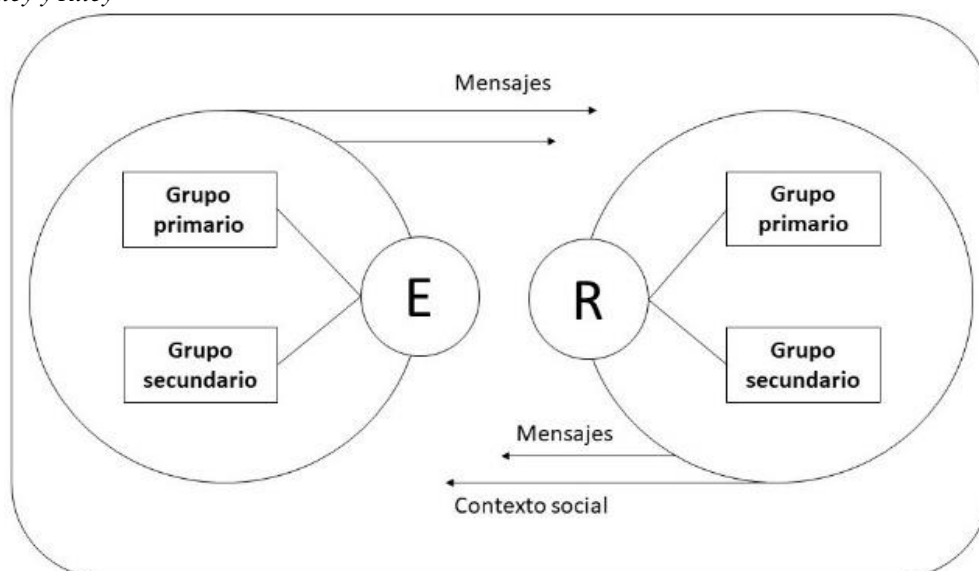 y
Mensajes
Grupo
primario
Grupo
primario
E
R
Grupo
secundario
Grupo
secundario
Mensajes
Contexto social